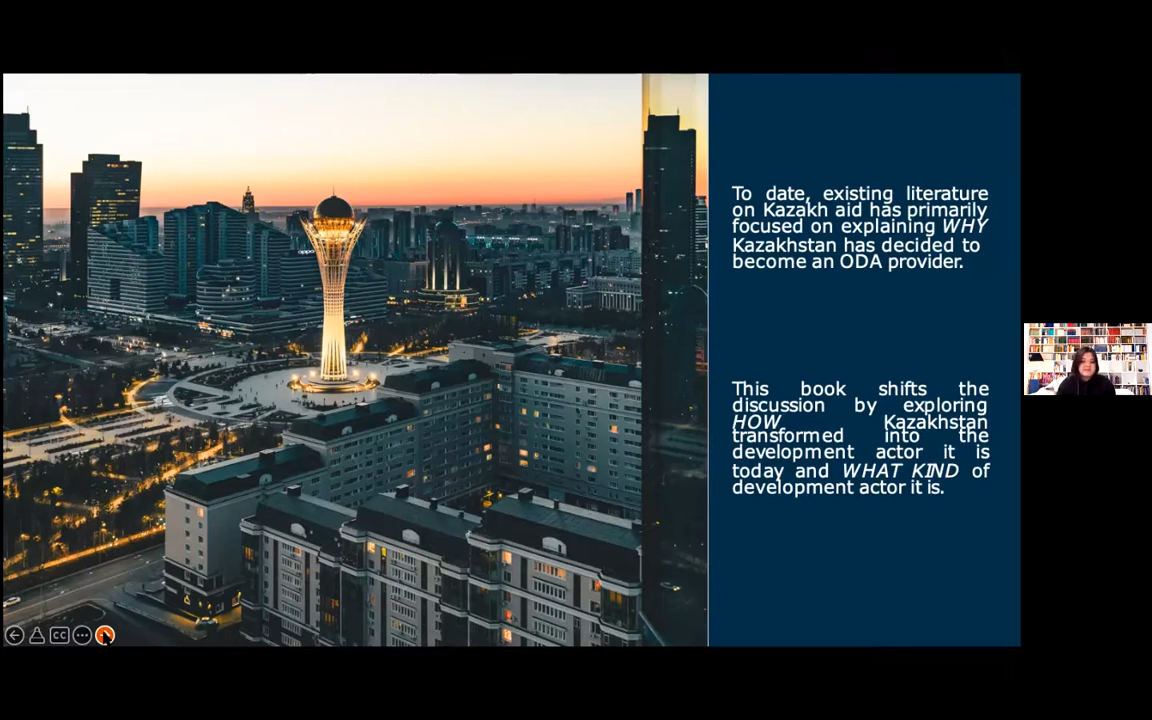 To date, existing literature
on Kazakh aid has primarily
focused on explaining WHY
Kazakhstan has decided to
become an ODA provider.
This book shifts the
discussion by exploring
HOW Kazakhstan
transformed into the
development actor it is
today and WHAT KIND of
development actor it is.
oppo
CC